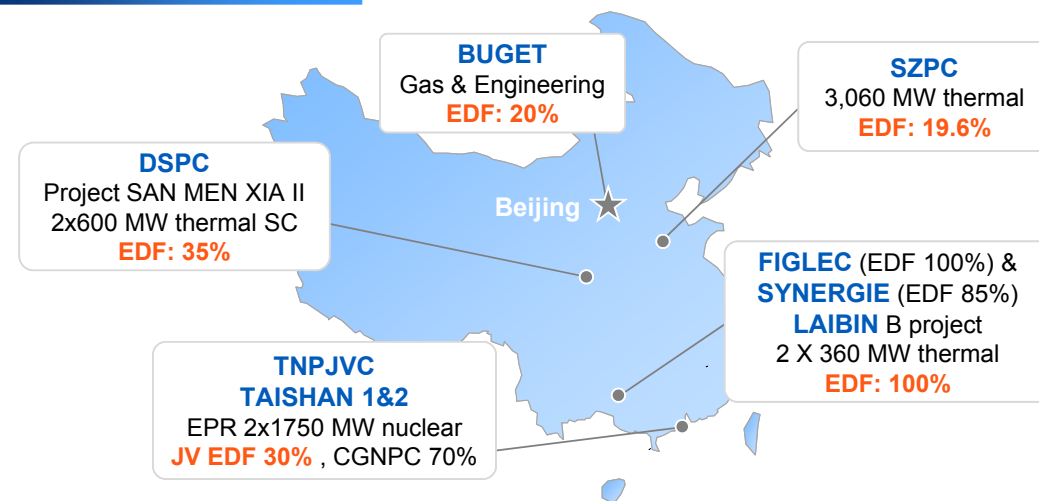 BUGET
Gas & Engineering
EDF: 20%
SZPC
3,060 MW thermal
EDF: 19.6%
DSPC
Project SAN MEN XIA II
2x600 MW thermal SC
EDF: 35%
Beijing
FIGLEC (EDF 100%) &
SYNERGIE (EDF 85%)
LAIBIN B project
2 X 360 MW thermal
EDF: 100%
TNPJVC
TAISHAN 1&2
EPR 2x1750 MW nuclear
JV EDF 30% , CGNPC 70%